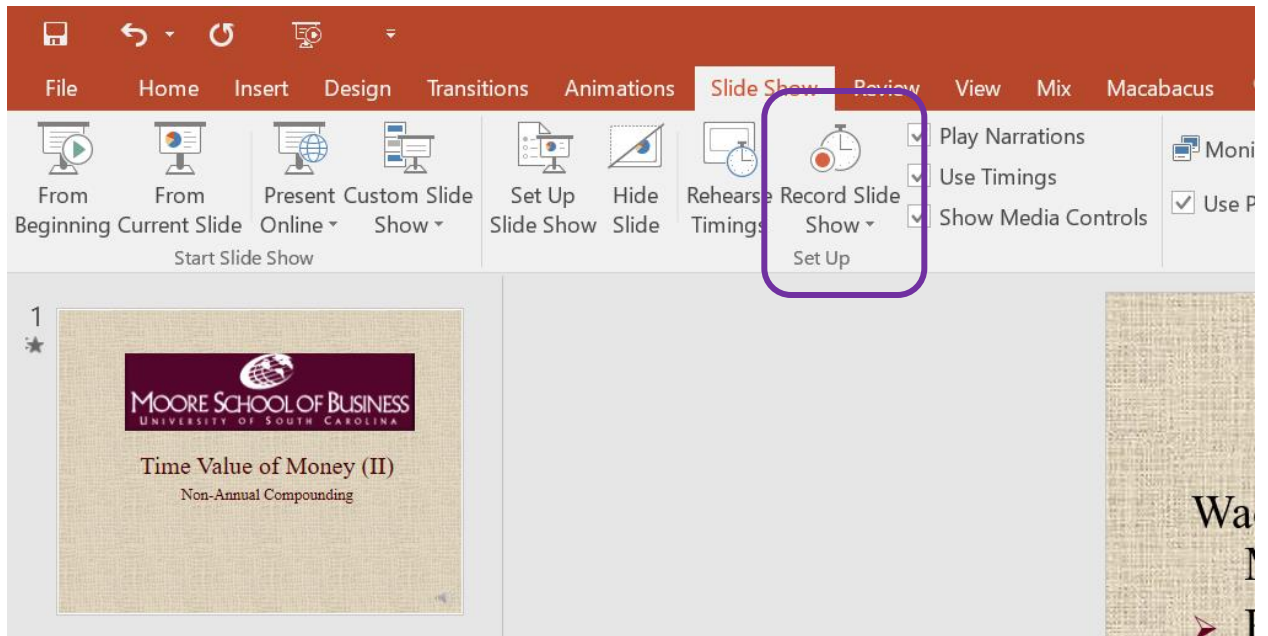 File Home Insert Design Transitions Animations Slide Show Review View Mix Macabacus
From Beginning
From Current Slide
Present Online
Custom Slide Show
Start Slide Show
Set Up Slide Show
Hide Slide
Rehearse Timings
Record Slide Show
Play Narrations
Use Timings
Show Media Controls
Set Up
Moni
Use P
1
MOORE SCHOOL OF BUSINESS
UNIVERSITY OF SOUTH CAROLINA
Time Value of Money (II)
Non-Annual Compounding